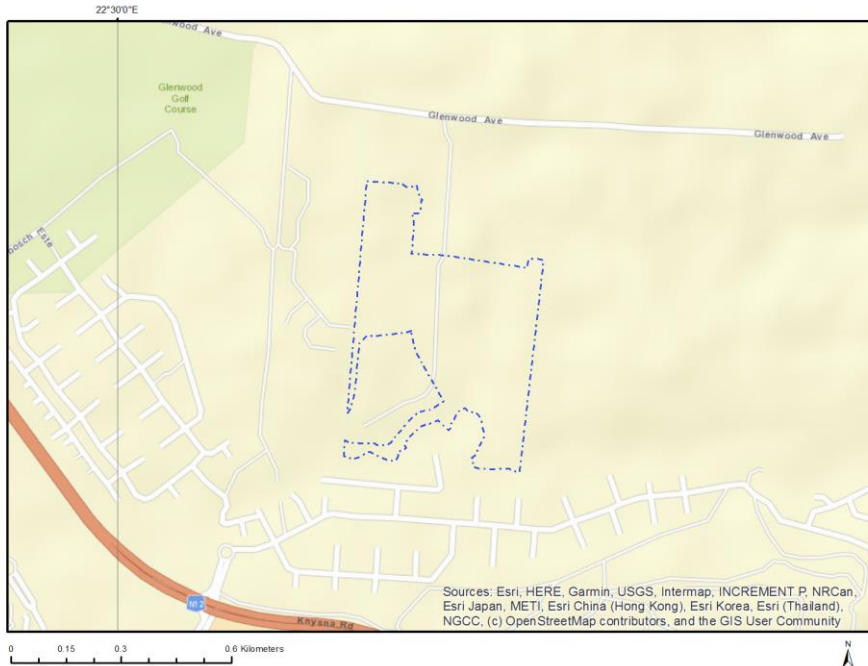 22°30'0"E
wood Ave
Glenwood
Golf
Course
Glenwood Ave
Glenwood Ave
bosch Este
N12
Knysna Rd
Sources: Esri, HERE, Garmin, USGS, Intermap, INCREMENT P, NRCan,
Esri Japan, METI, Esri China (Hong Kong), Esri Korea, Esri (Thailand),
NGCC, (c) OpenStreetMap contributors, and the GIS User Community
0 0.15 0.3 0.6 Kilometers
N